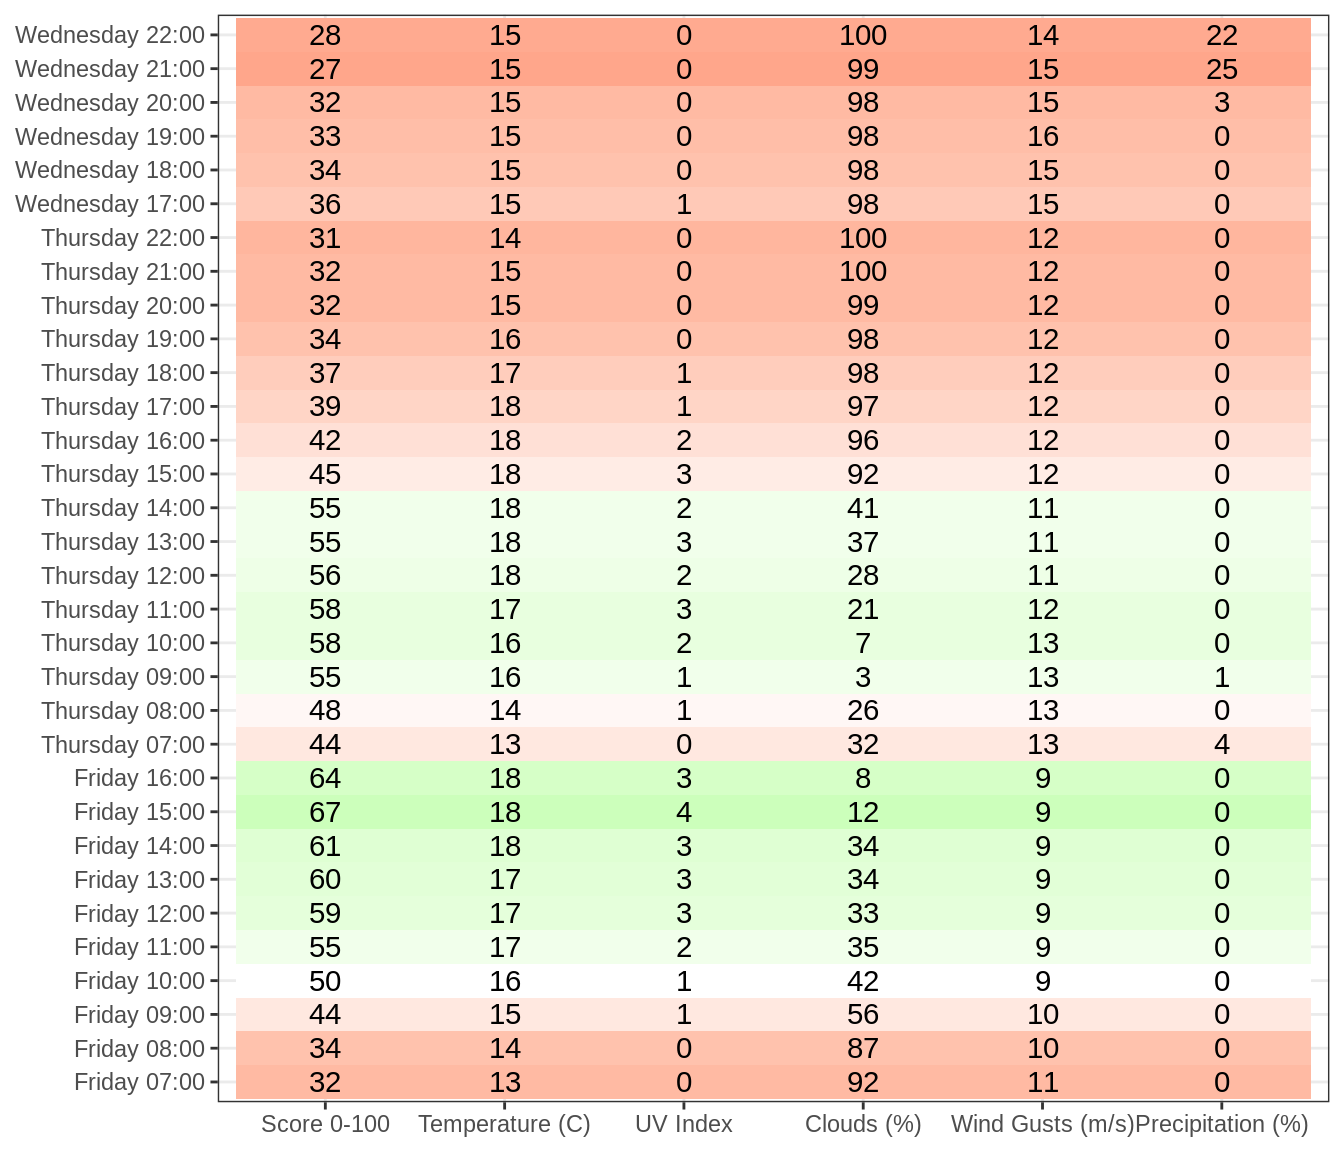 Wednesday 22:00 28 15 0 100 14 22
Wednesday 21:00 27 15 0 99 15 25
Wednesday 20:00 32 15 0 98 15 3
Wednesday 19:00 33 15 0 98 16 0
Wednesday 18:00 34 15 0 98 15 0
Wednesday 17:00 36 15 1 98 15 0
Thursday 22:00 31 14 0 100 12 0
Thursday 21:00 32 15 0 100 12 0
Thursday 20:00 32 15 0 99 12 0
Thursday 19:00 34 16 0 98 12 0
Thursday 18:00 37 17 1 98 12 0
Thursday 17:00 39 18 1 97 12 0
Thursday 16:00 42 18 2 96 12 0
Thursday 15:00 45 18 3 92 12 0
Thursday 14:00 55 18 2 41 11 0
Thursday 13:00 55 18 3 37 11 0
Thursday 12:00 56 18 2 28 11 0
Thursday 11:00 58 17 3 21 12 0
Thursday 10:00 58 16 2 7 13 0
Thursday 09:00 55 16 1 3 13 1
Thursday 08:00 48 14 1 26 13 0
Thursday 07:00 44 13 0 32 13 4
Friday 16:00 64 18 3 8 9 0
Friday 15:00 67 18 4 12 9 0
Friday 14:00 61 18 3 34 9 0
Friday 13:00 60 17 3 34 9 0
Friday 12:00 59 17 3 33 9 0
Friday 11:00 55 17 2 35 9 0
Friday 10:00 50 16 1 42 9 0
Friday 09:00 44 15 1 56 10 0
Friday 08:00 34 14 0 87 10 0
Friday 07:00 32 13 0 92 11 0
Score 0-100 Temperature (C) UV Index Clouds (%) Wind Gusts (m/s) Precipitation (%)